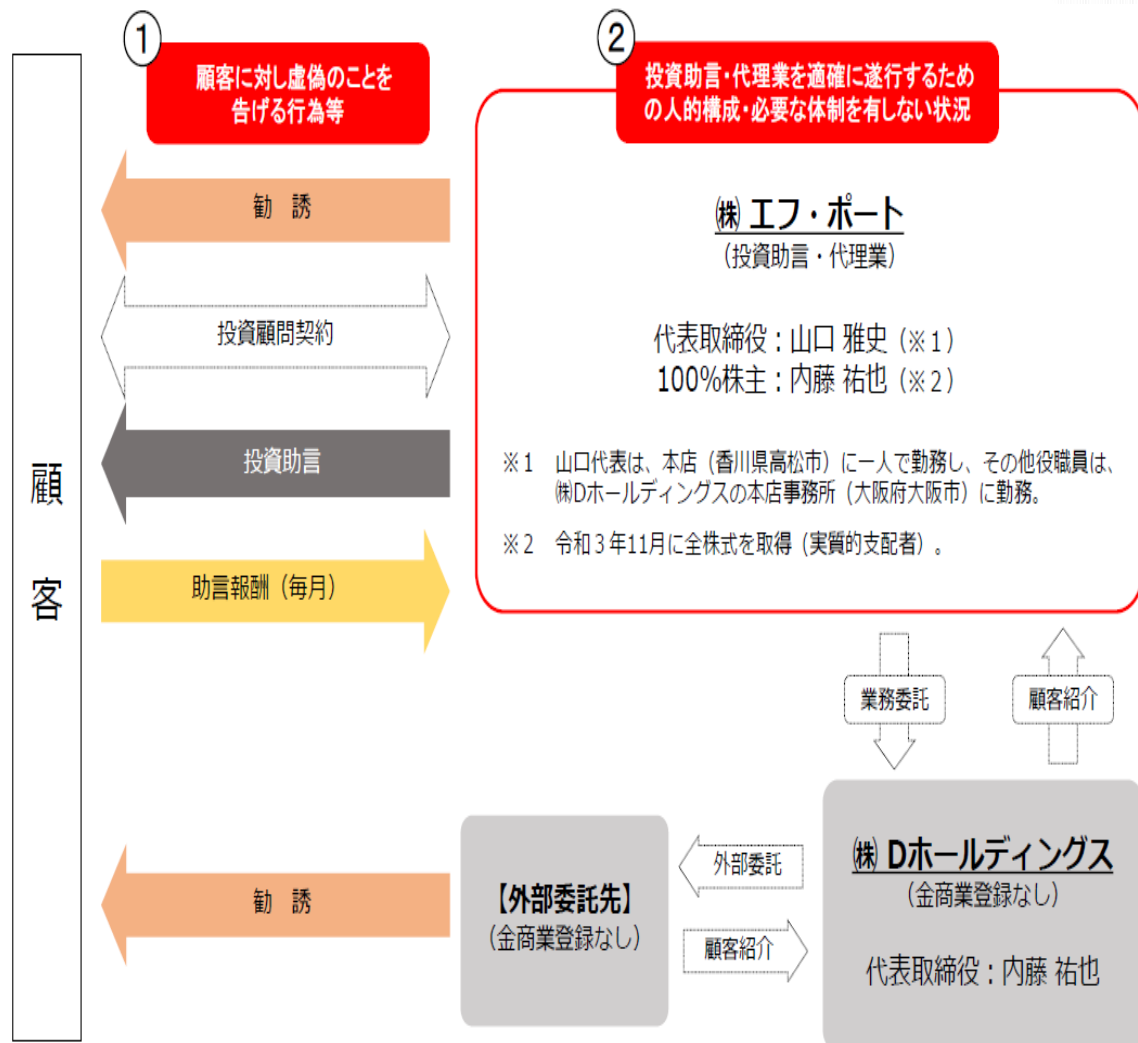 ①
顧客に対し虚偽のことを
告げる行為等
②
投資助言・代理業を適確に遂行するため
の人的構成・必要な体制を有しない状況
顧客
勧 誘
投資顧問契約
投資助言
助言報酬（毎月）
㈱ エフ・ポート
（投資助言・代理業）
代表取締役：山口 雅史（※１）
100％株主：内藤 祐也（※２）
※１ 山口代表は、本店（香川県高松市）に一人で勤務し、その他役職員は、
㈱Dホールディングスの本店事務所（大阪府大阪市）に勤務。
※２ 令和３年11月に全株式を取得（実質的支配者）。
業務委託
顧客紹介
勧 誘
【外部委託先】
（金商業登録なし）
外部委託
顧客紹介
㈱ Dホールディングス
（金商業登録なし）
代表取締役：内藤 祐也